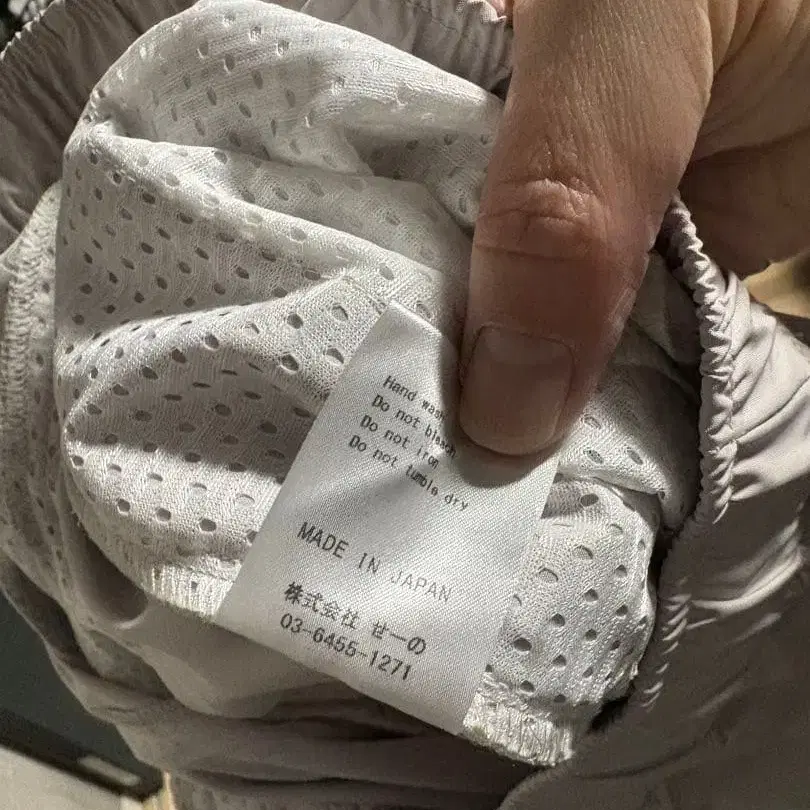 Hand wash
Do not bleach
Do not iron
Do not tumble dry
MADE IN JAPAN
株式会社 せーの
03-6455-1271